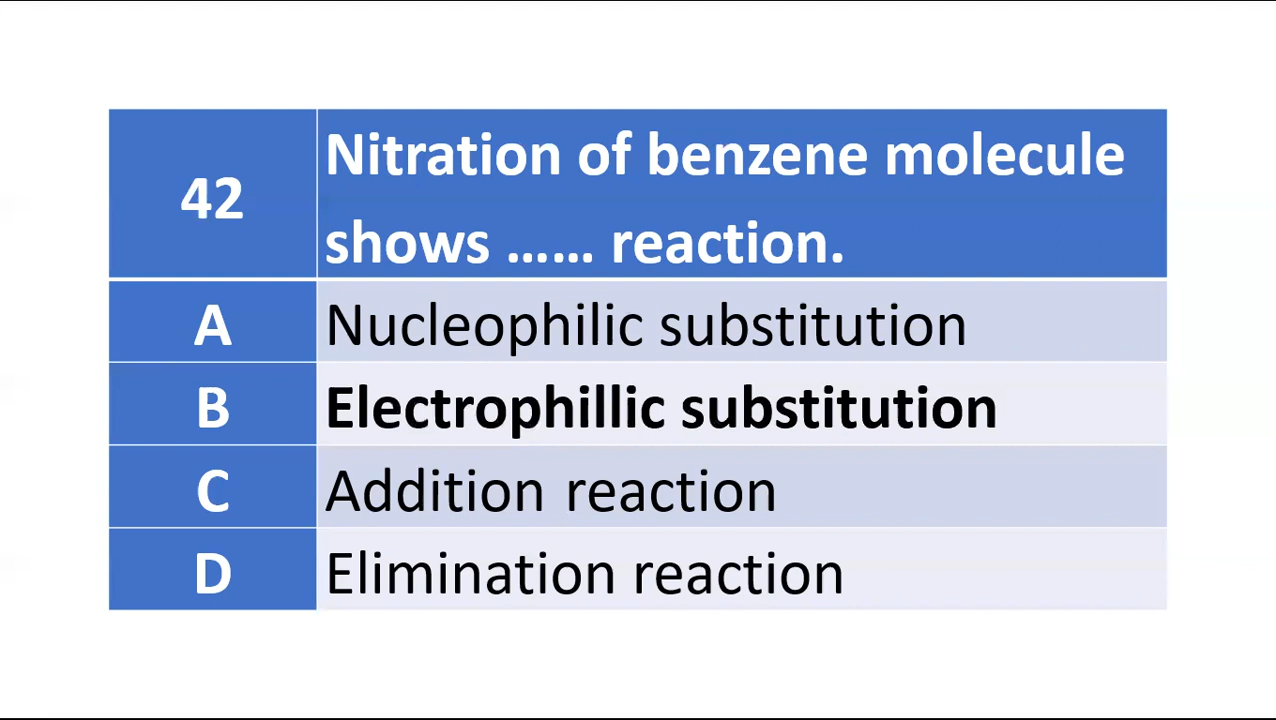 42
Nitration of benzene molecule
shows ...... reaction.
A Nucleophilic substitution
B Electrophillic substitution
C Addition reaction
D Elimination reaction